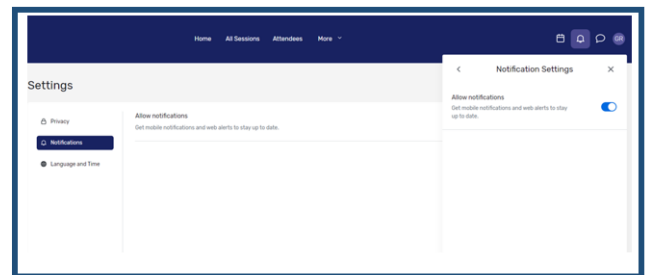 Home All Sessions Attendees More
GR
Notification Settings
Settings
Allow notifications
Get mobile notifications and web alerts to stay
up to date.
Privacy
Notifications
Language and Time
Allow notifications
Get mobile notifications and web alerts to stay up to date.